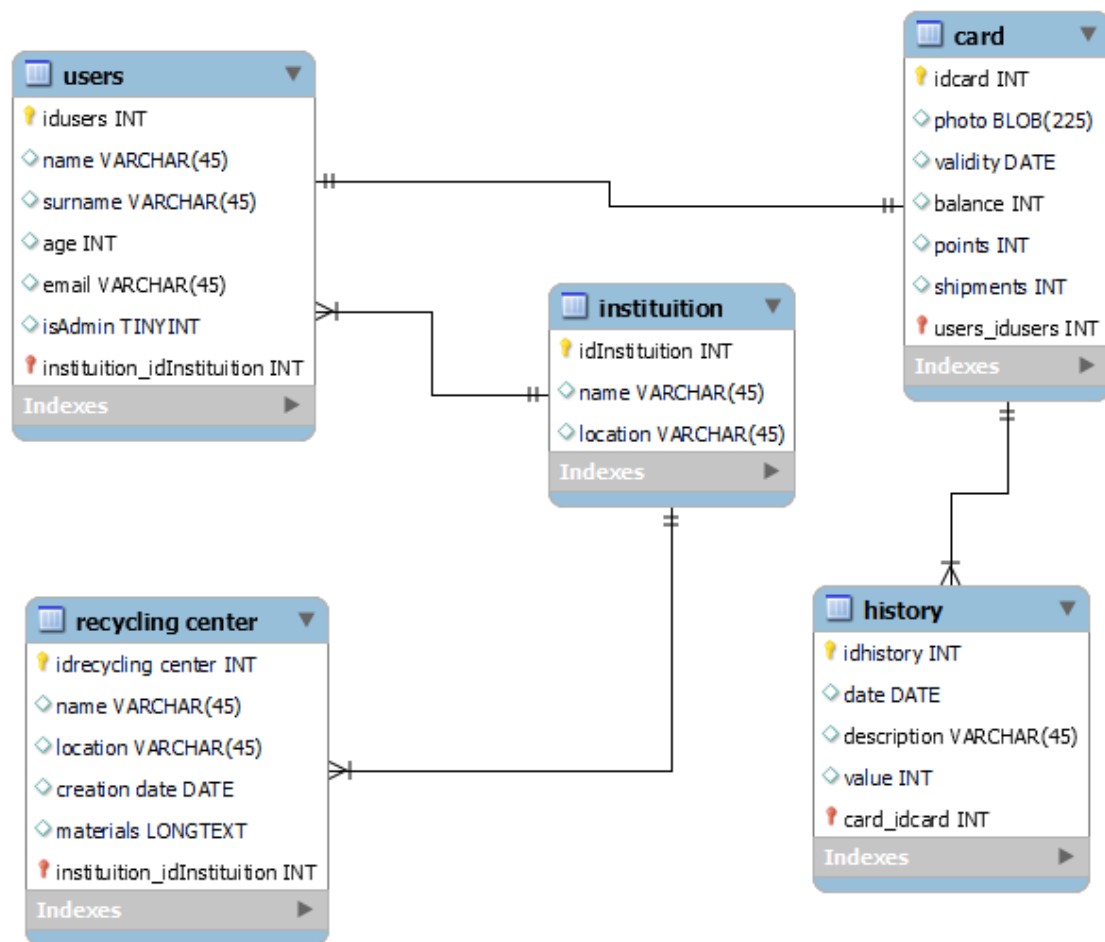 users
idusers INT
name VARCHAR(45)
surname VARCHAR(45)
age INT
email VARCHAR(45)
isAdmin TINYINT
instituition_idInstituition INT
Indexes
card
idcard INT
photo BLOB(225)
validity DATE
balance INT
points INT
shipments INT
users_idusers INT
Indexes
instituition
idInstituition INT
name VARCHAR(45)
location VARCHAR(45)
Indexes
recycling center
idrecycling center INT
name VARCHAR(45)
location VARCHAR(45)
creation date DATE
materials LONGTEXT
instituition_idInstituition INT
Indexes
history
idhistory INT
date DATE
description VARCHAR(45)
value INT
card_idcard INT
Indexes